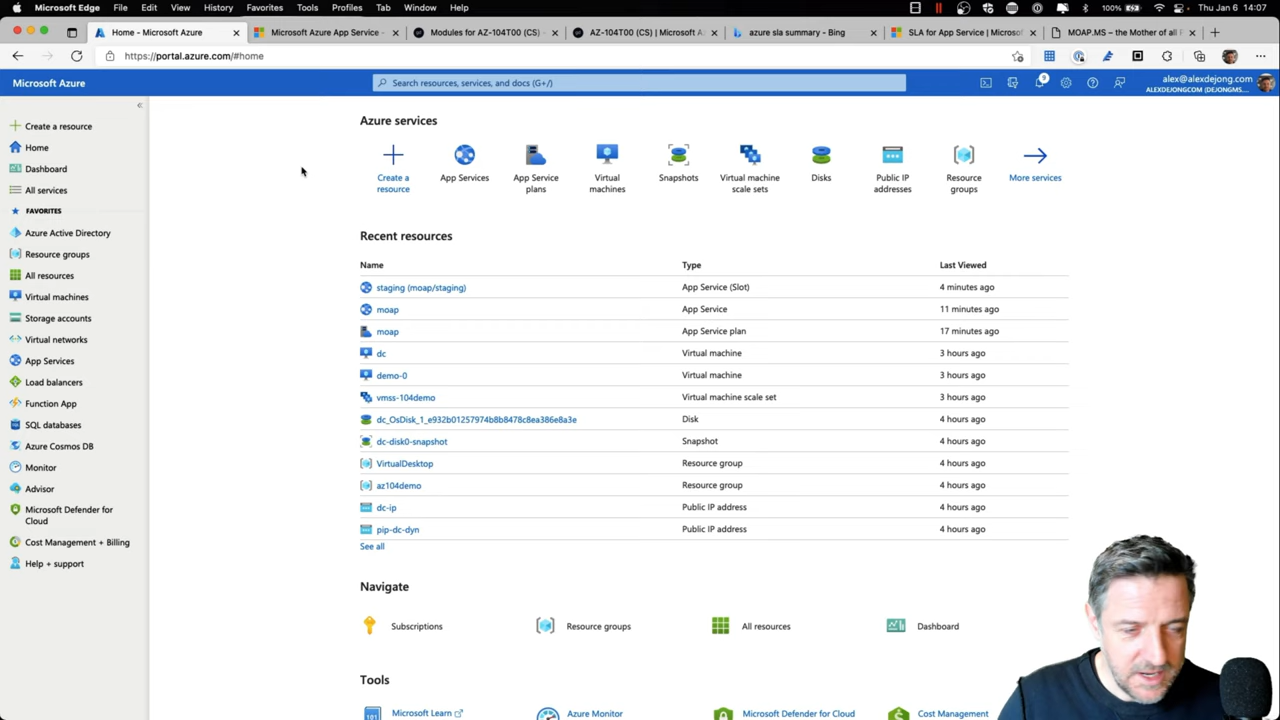 Microsoft Edge File Edit View History Favorites Tools Profiles Tab Window Help 100% Thu Jan 6 14:07
Home - Microsoft Azure
Microsoft Azure App Service -
Modules for AZ-104T00 (CS) -
AZ-104T00 (CS) | Microsoft A
azure sla summary - Bing
SLA for App Service | Microsof
MOAP.MS – the Mother of all
https://portal.azure.com/#home
Microsoft Azure
Search resources, services, and docs (G+/)
9
alex@alexdejong.com
ALEXDEJONGCOM (DEJONGMS....
Create a resource
Home
Dashboard
All services
FAVORITES
Azure Active Directory
Resource groups
All resources
Virtual machines
Storage accounts
Virtual networks
App Services
Load balancers
Function App
SQL databases
Azure Cosmos DB
Monitor
Advisor
Microsoft Defender for
Cloud
Cost Management + Billing
Help + support
Azure services
Create a
resource
App Services
App Service
plans
Virtual
machines
Snapshots
Virtual machine
scale sets
Disks
Public IP
addresses
Resource
groups
More services
Recent resources
Name Type Last Viewed
staging (moap/staging) App Service (Slot) 4 minutes ago
moap App Service 11 minutes ago
moap App Service plan 17 minutes ago
dc Virtual machine 3 hours ago
demo-0 Virtual machine 3 hours ago
vmss-104demo Virtual machine scale set 3 hours ago
dc_OsDisk_1_e932b01257974b8b8478c8ea386e8a3e Disk 4 hours ago
dc-disk0-snapshot Snapshot 4 hours ago
VirtualDesktop Resource group 4 hours ago
az104demo Resource group 4 hours ago
dc-ip Public IP address 4 hours ago
pip-dc-dyn Public IP address 4 hours ago
See all
Navigate
Subscriptions Resource groups All resources Dashboard
Tools
Microsoft Learn Azure Monitor Microsoft Defender for Cloud Cost Management